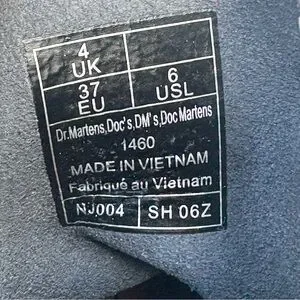 4
UK
37
EU
6
USL
Dr.Martens,Doc's,DM's,Doc Martens
1460
MADE IN VIETNAM
Fabriqué au Vietnam
NJ004 SH 06Z